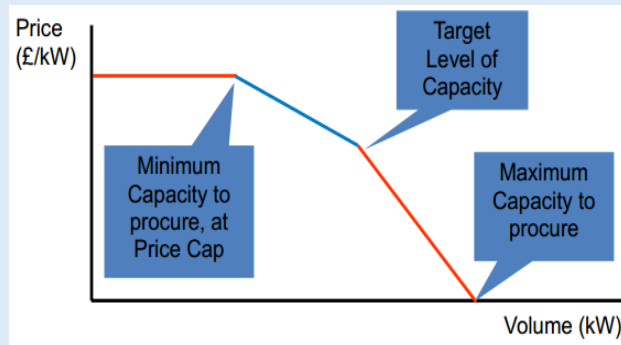 Price
(£/kW)
Target
Level of
Capacity
Minimum
Capacity to
procure, at
Price Cap
Maximum
Capacity to
procure
Volume (kW)